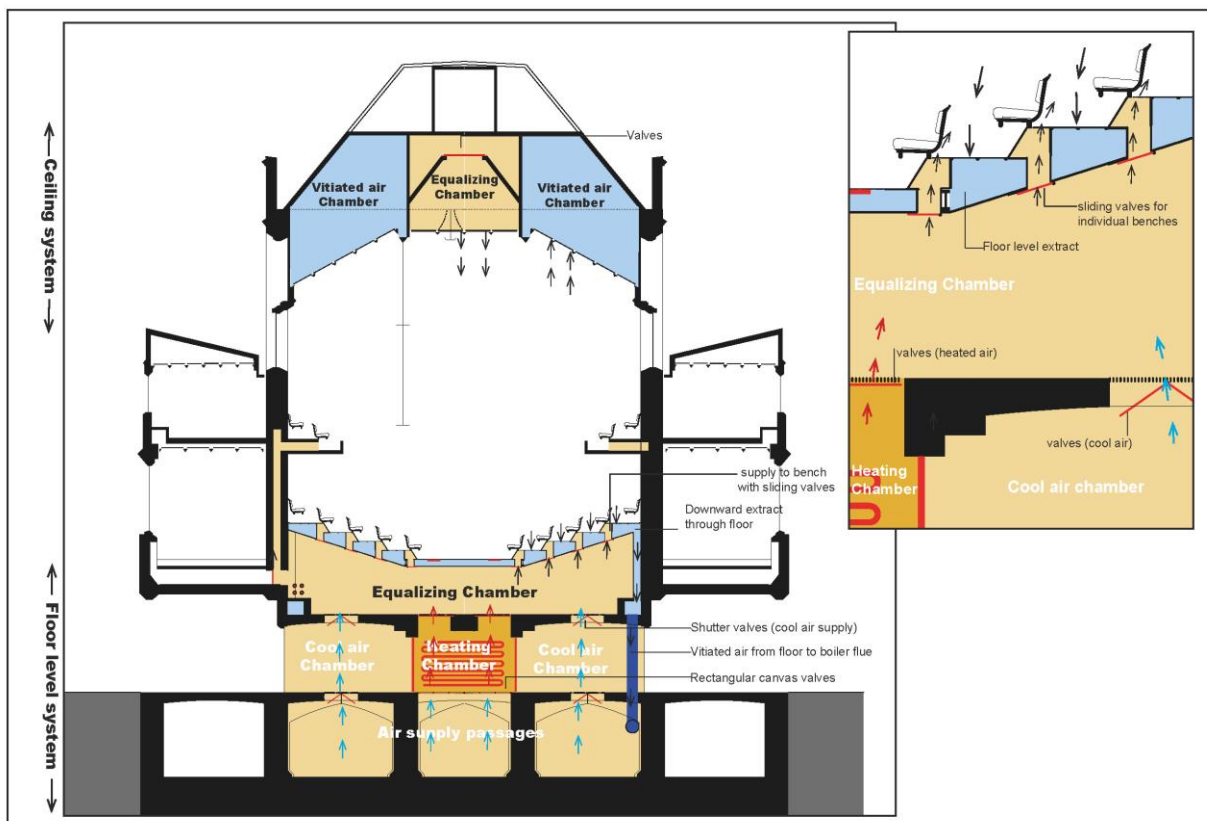 Ceiling system
Floor level system
Valves
Vitiated air
Chamber
Equalizing
Chamber
Vitiated air
Chamber
supply to bench
with sliding valves
Downward extract
through floor
Equalizing Chamber
Shutter valves (cool air supply)
Cool air
Chamber
Heating
Chamber
Cool air
Chamber
Vitiated air from floor to boiler flue
Rectangular canvas valves
Air supply passages
sliding valves for
individual benches
Floor level extract
Equalizing Chamber
valves (heated air)
valves (cool air)
Heating
Chamber
Cool air chamber